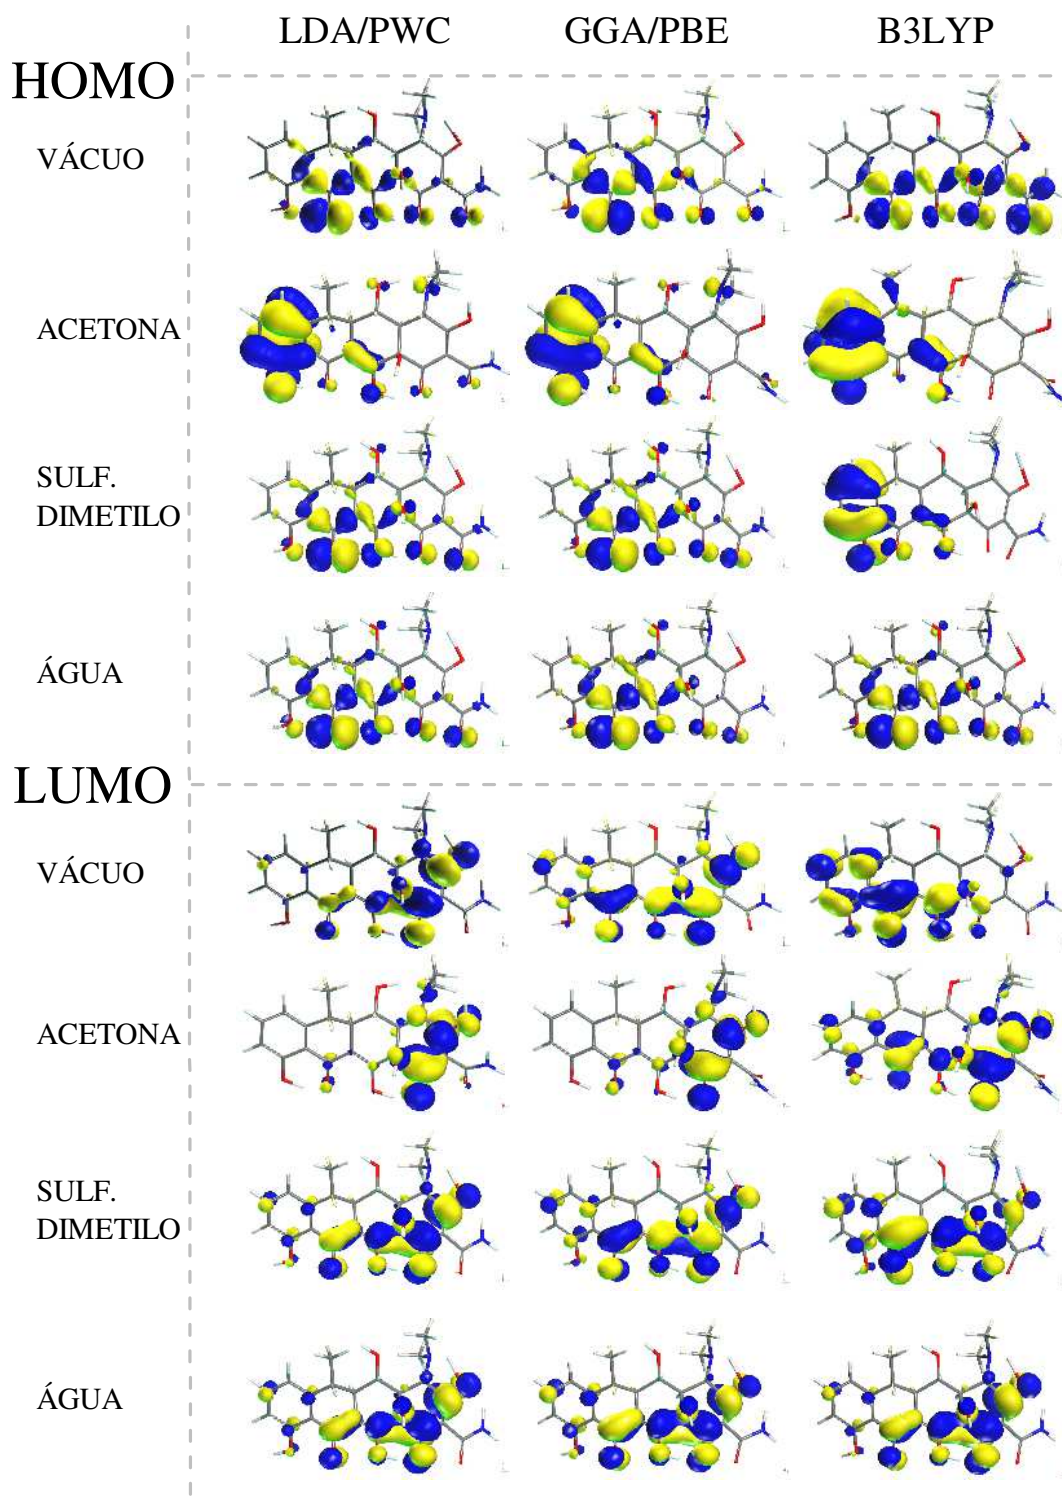 LDA/PWC GGA/PBE B3LYP
HOMO
VÁCUO
ACETONA
SULF.
DIMETILO
ÁGUA
LUMO
VÁCUO
ACETONA
SULF.
DIMETILO
ÁGUA